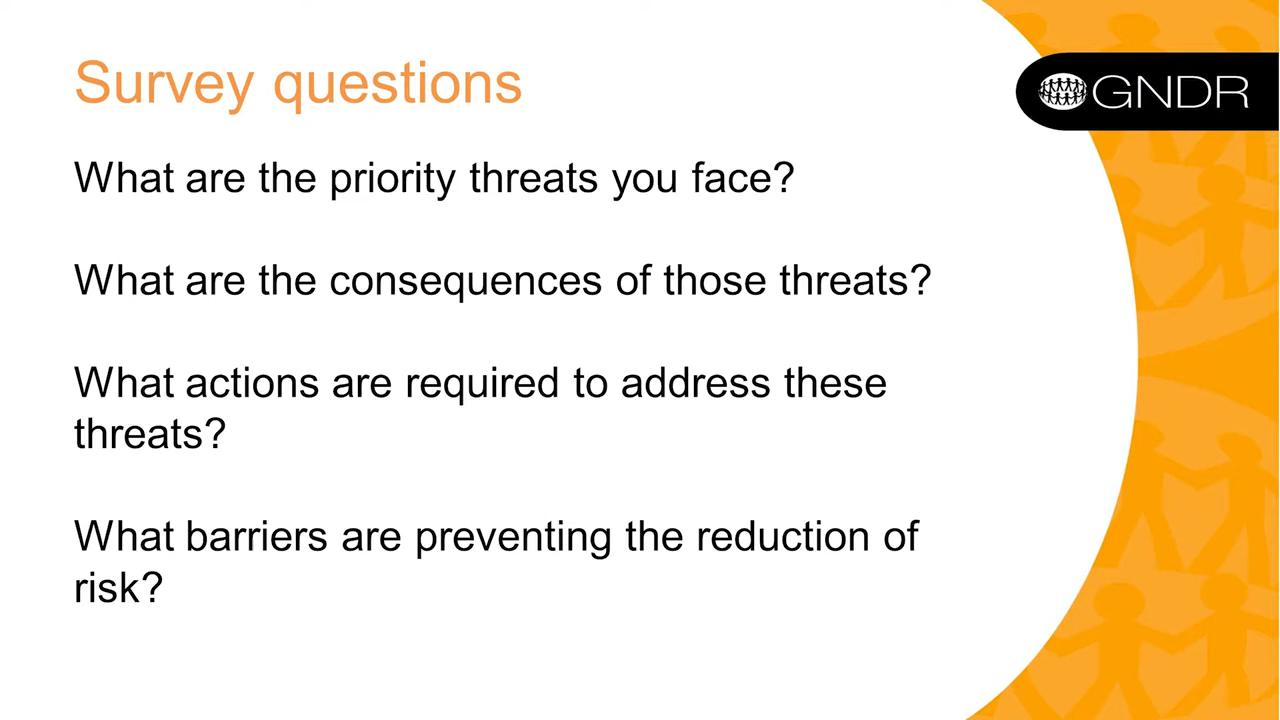 Survey questions
GNDR
What are the priority threats you face?
What are the consequences of those threats?
What actions are required to address these
threats?
What barriers are preventing the reduction of
risk?